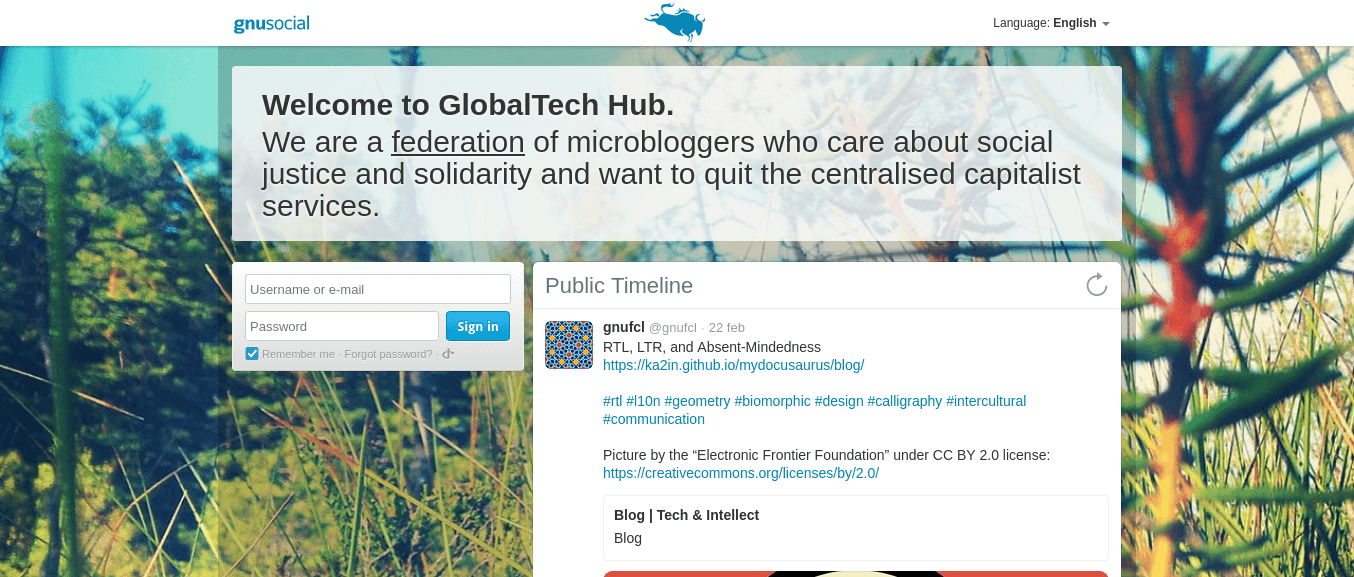 gnusocial
Language: English
Welcome to GlobalTech Hub.
We are a federation of microbloggers who care about social
justice and solidarity and want to quit the centralised capitalist
services.
Username or e-mail
Password
Sign in
Remember me · Forgot password? ·
Public Timeline
gnufcl @gnufcl · 22 feb
RTL, LTR, and Absent-Mindedness
https://ka2in.github.io/mydocusaurus/blog/
#rtl #l10n #geometry #biomorphic #design #calligraphy #intercultural
#communication
Picture by the “Electronic Frontier Foundation” under CC BY 2.0 license:
https://creativecommons.org/licenses/by/2.0/
Blog | Tech & Intellect
Blog